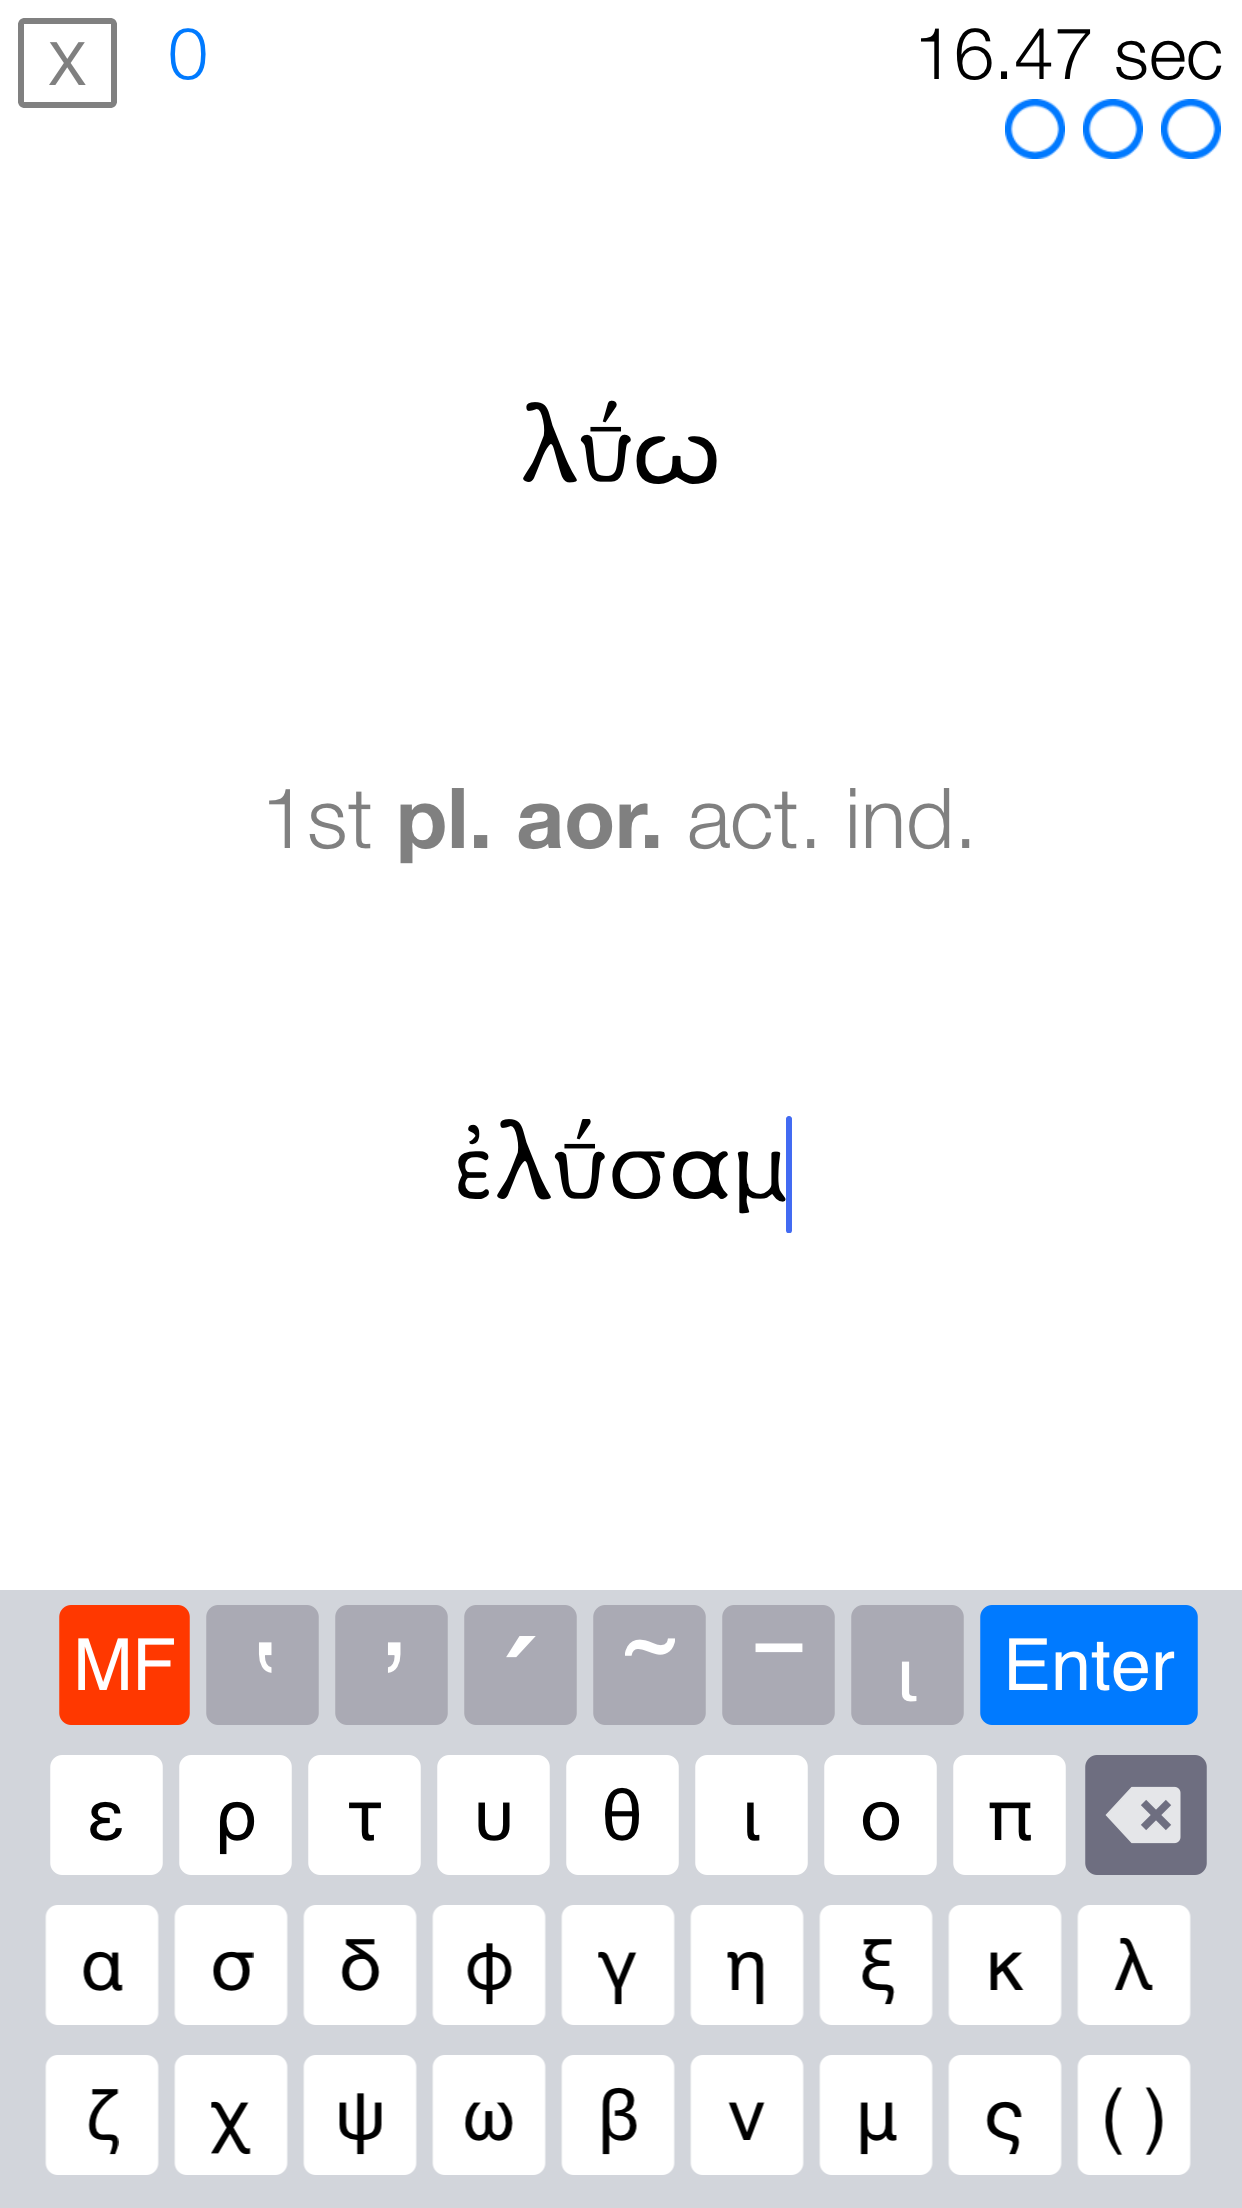 X 0 16.47 sec
λῡ́ω
1st pl. aor. act. ind.
ἐλῡ́σαμ
MF ῾ ᾿ ´ ~ ¯ ͺ Enter
ε ρ τ υ θ ι ο π
α σ δ φ γ η ξ κ λ
ζ χ ψ ω β ν μ ς ( )